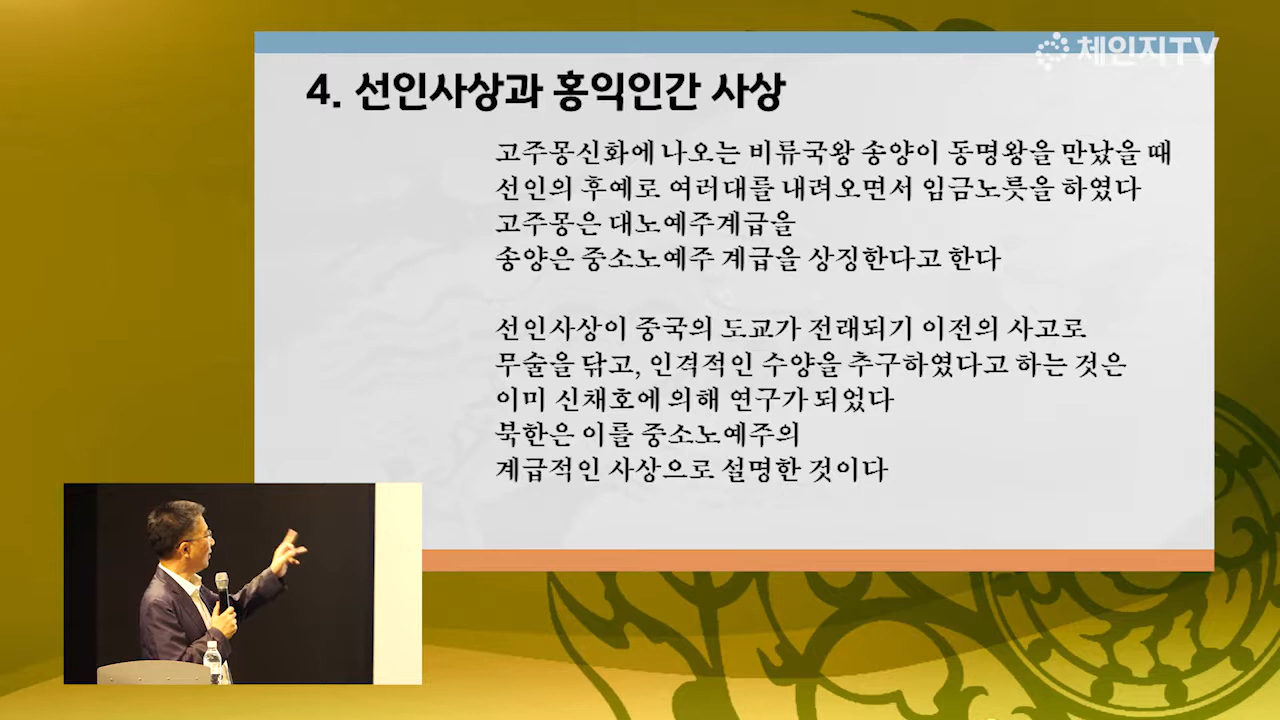 체인지TV
4. 선인사상과 홍익인간 사상
고주몽신화에 나오는 비류국왕 송양이 동명왕을 만났을 때
선인의 후예로 여러대를 내려오면서 임금노릇을 하였다
고주몽은 대노예주계급을
송양은 중소노예주 계급을 상징한다고 한다
선인사상이 중국의 도교가 전래되기 이전의 사고로
무술을 닦고, 인격적인 수양을 추구하였다고 하는 것은
이미 신채호에 의해 연구가 되었다
북한은 이를 중소노예주의
계급적인 사상으로 설명한 것이다